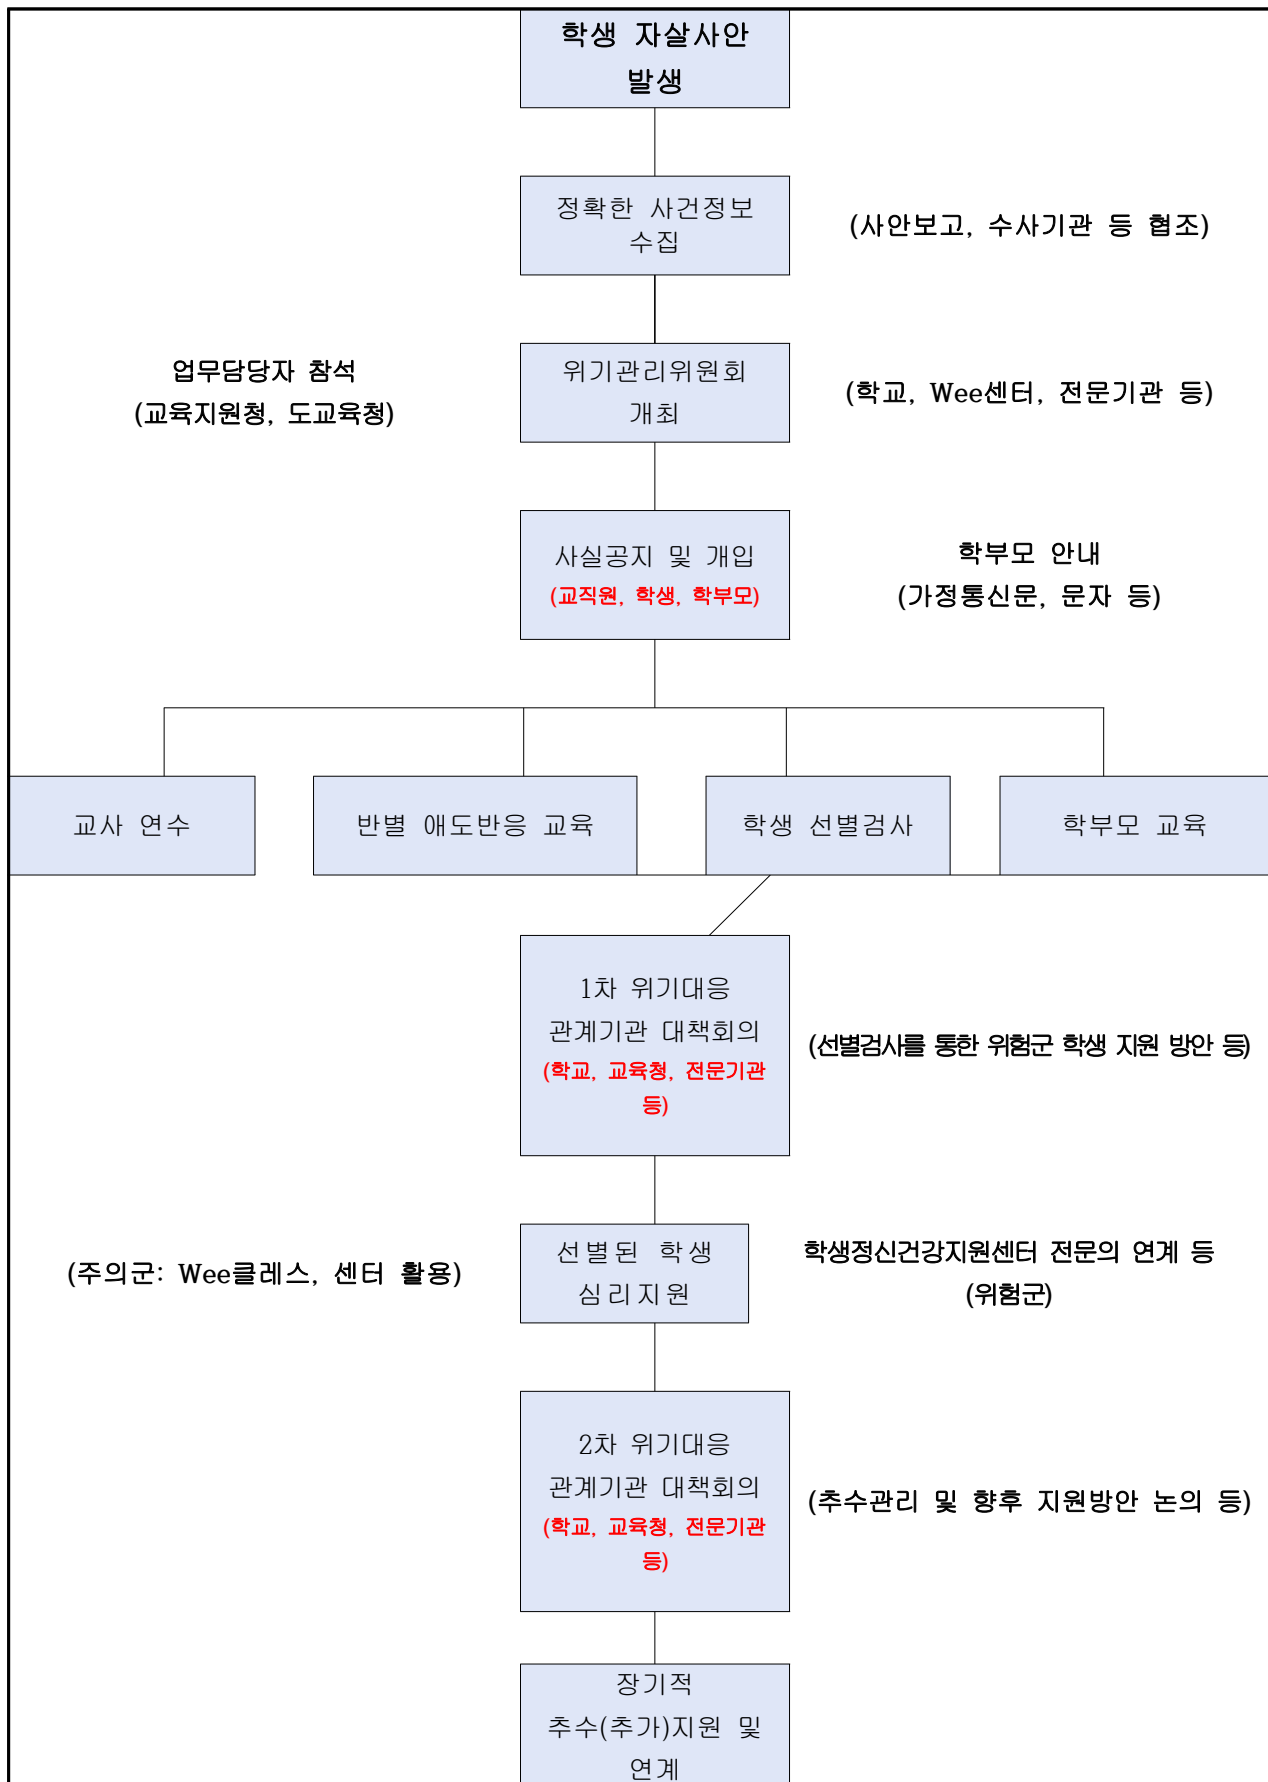 학생 자살사안
발생
정확한 사건정보
수집
(사안보고, 수사기관 등 협조)
업무담당자 참석
(교육지원청, 도교육청)
위기관리위원회
개최
(학교, Wee센터, 전문기관 등)
사실공지 및 개입
(교직원, 학생, 학부모)
학부모 안내
(가정통신문, 문자 등)
교사 연수
반별 애도반응 교육
학생 선별검사
학부모 교육
1차 위기대응
관계기관 대책회의
(학교, 교육청, 전문기관
등)
(선별검사를 통한 위험군 학생 지원 방안 등)
(주의군: Wee클레스, 센터 활용)
선별된 학생
심리지원
학생정신건강지원센터 전문의 연계 등
(위험군)
2차 위기대응
관계기관 대책회의
(학교, 교육청, 전문기관
등)
(추수관리 및 향후 지원방안 논의 등)
장기적
추수(추가)지원 및
연계